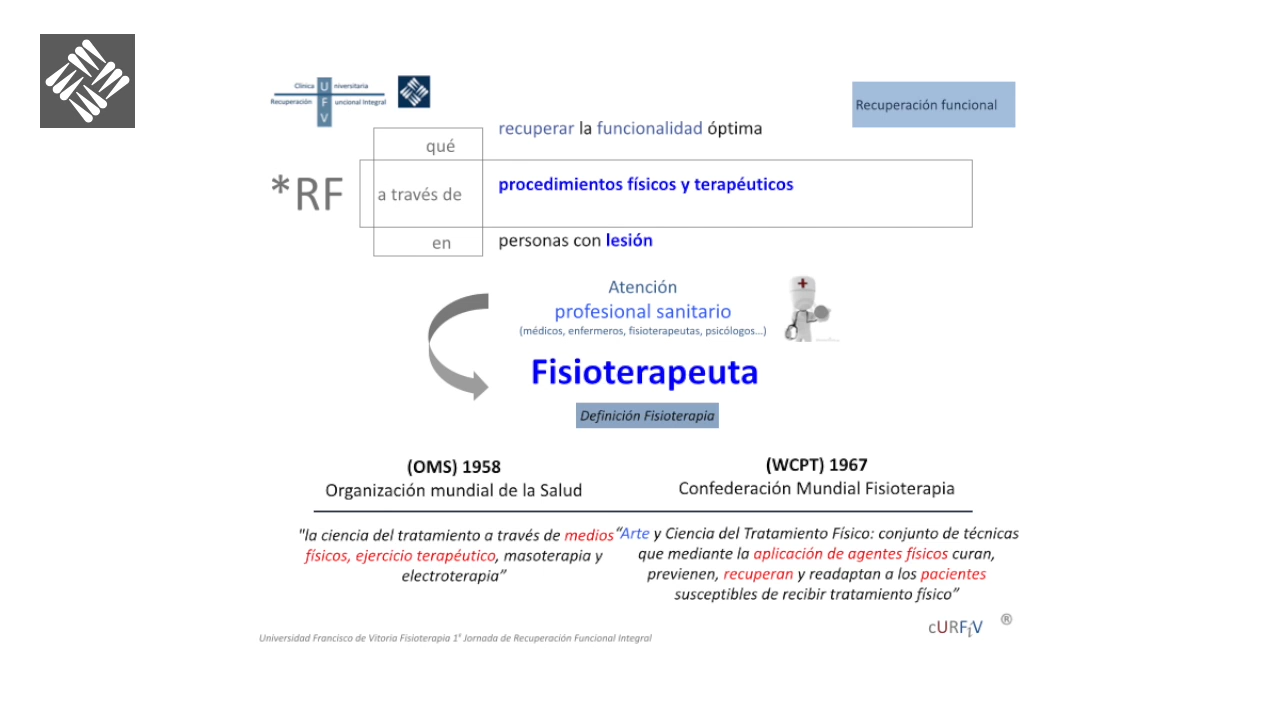 Clínica Universitaria
Recuperación Funcional Integral
V
Recuperación funcional
*RF
qué
recuperar la funcionalidad óptima
a través de
procedimientos físicos y terapéuticos
en
personas con lesión
Atención
profesional sanitario
(médicos, enfermeros, fisioterapeutas, psicólogos...)
Fisioterapeuta
Definición Fisioterapia
(OMS) 1958
Organización mundial de la Salud
"la ciencia del tratamiento a través de medios
físicos, ejercicio terapéutico, masoterapia y
electroterapia”
(WCPT) 1967
Confederación Mundial Fisioterapia
“Arte y Ciencia del Tratamiento Físico: conjunto de técnicas
que mediante la aplicación de agentes físicos curan,
previenen, recuperan y readaptan a los pacientes
susceptibles de recibir tratamiento físico”
cURFiV ®
Universidad Francisco de Vitoria Fisioterapia 1ª Jornada de Recuperación Funcional Integral